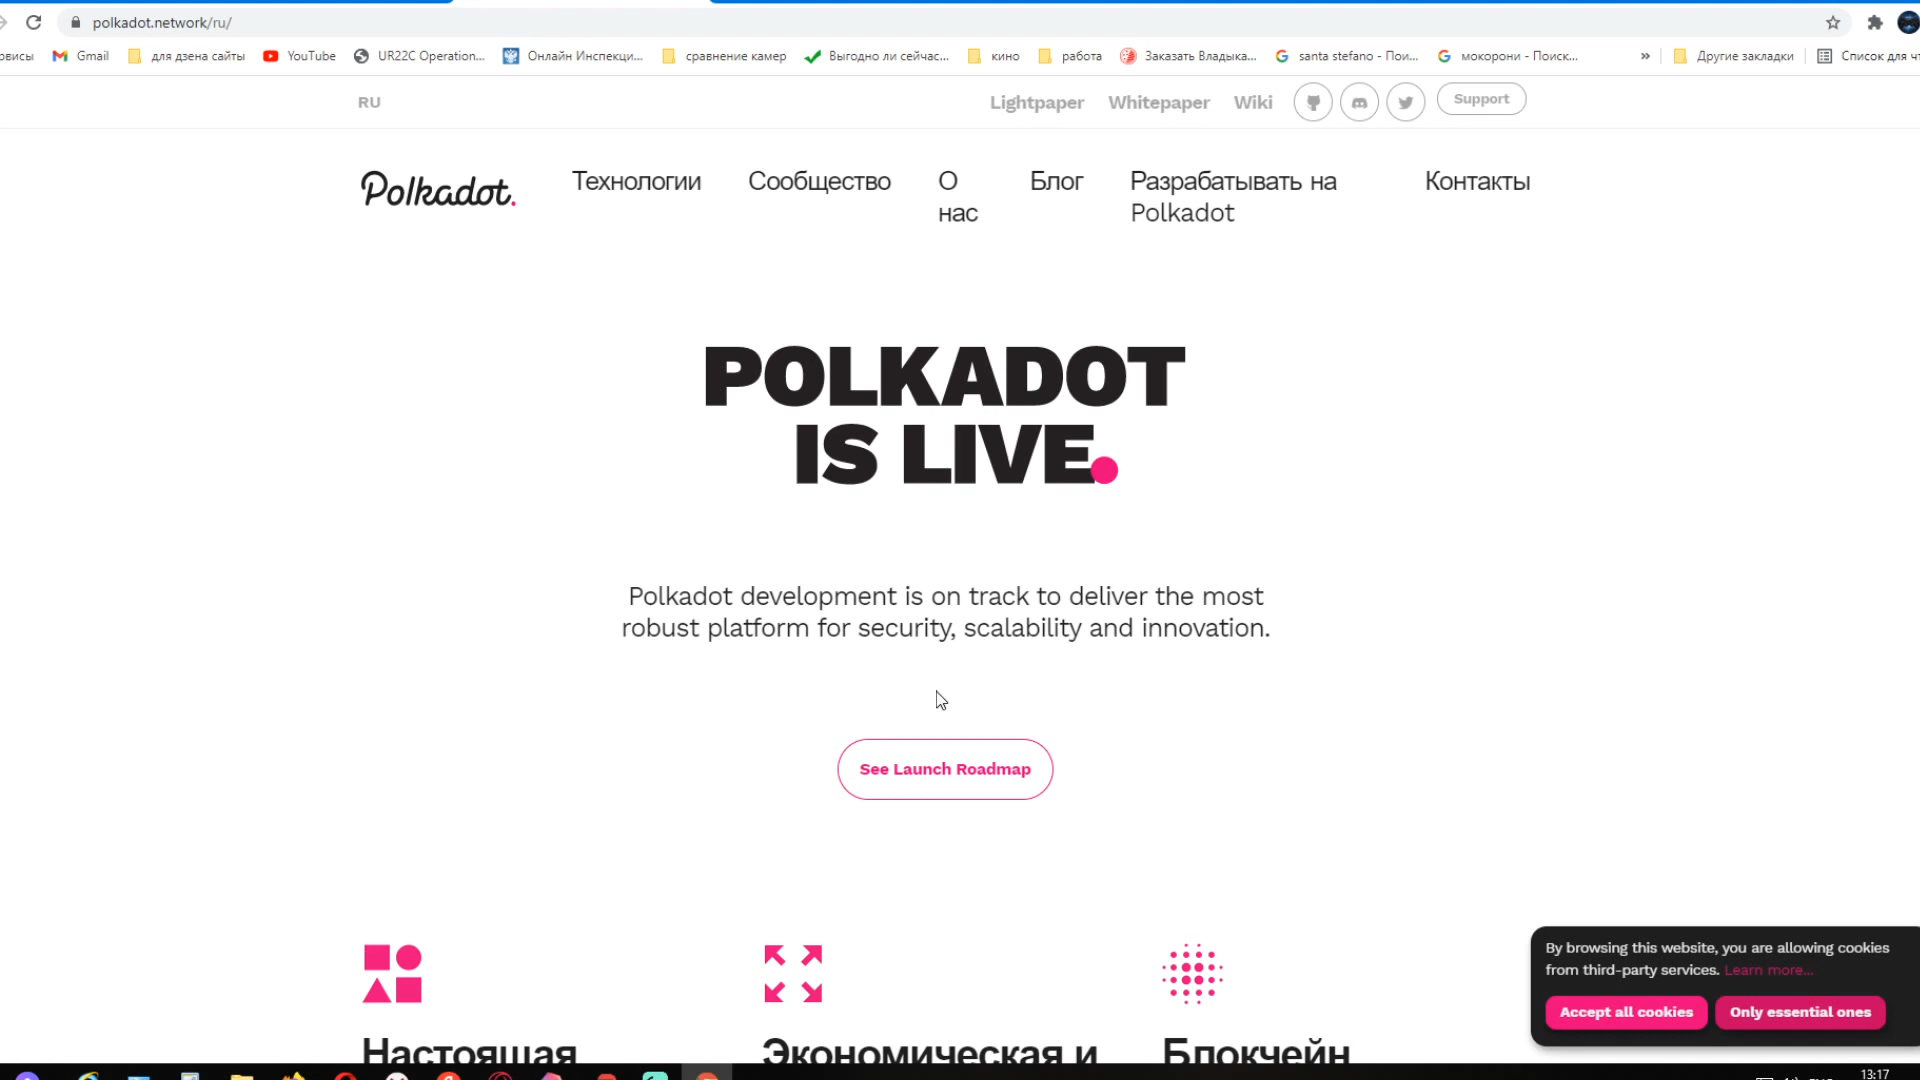 polkadot.network/ru/
рвисы Gmail для дзена сайты YouTube UR22C Operation... Онлайн Инспекци... сравнение камер Выгодно ли сейчас... кино работа Заказать Владыка... santa stefano - Пои... мокорони - Поиск... » Другие закладки Список для чт
RU Lightpaper Whitepaper Wiki Support
Polkadot. Технологии Сообщество О нас Блог Разрабатывать на Polkadot Контакты
POLKADOT
IS LIVE.
Polkadot development is on track to deliver the most
robust platform for security, scalability and innovation.
See Launch Roadmap
Настоящая Экономическая и Блокчейн
By browsing this website, you are allowing cookies
from third-party services. Learn more...
Accept all cookies Only essential ones
13:17